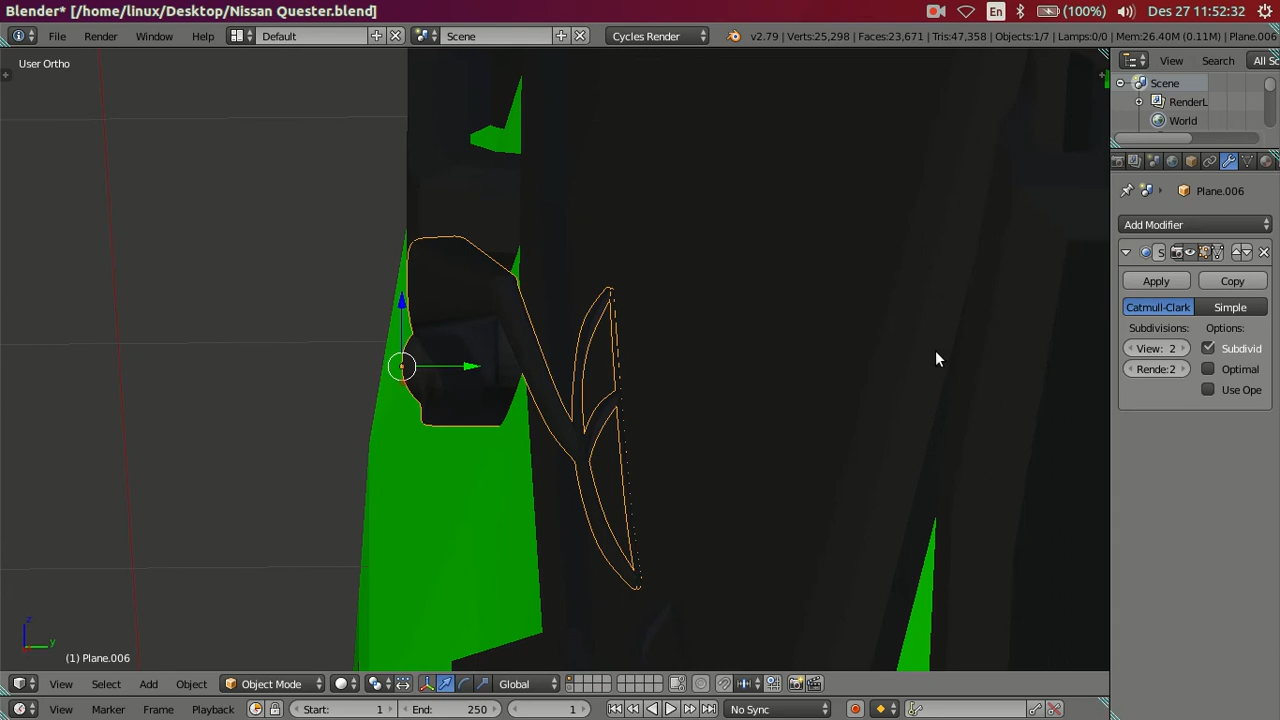 Blender* [/home/linux/Desktop/Nissan Quester.blend] En (100%) Des 27 11:52:32
File Render Window Help Default Scene Cycles Render v2.79 | Verts:25,298 | Faces:23,671 | Tris:47,358 | Objects:1/7 | Lamps:0/0 | Mem:26.40M (0.11M) | Plane.006
User Ortho
View Search All Sc
Scene
RenderL
World
Plane.006
Add Modifier
S
Apply Copy
Catmull-Clark Simple
Subdivisions: Options:
View: 2 Subdivid
Rende:2 Optimal
Use Ope
z
y
(1) Plane.006
View Select Add Object Object Mode Global
View Marker Frame Playback Start: 1 End: 250 1 No Sync